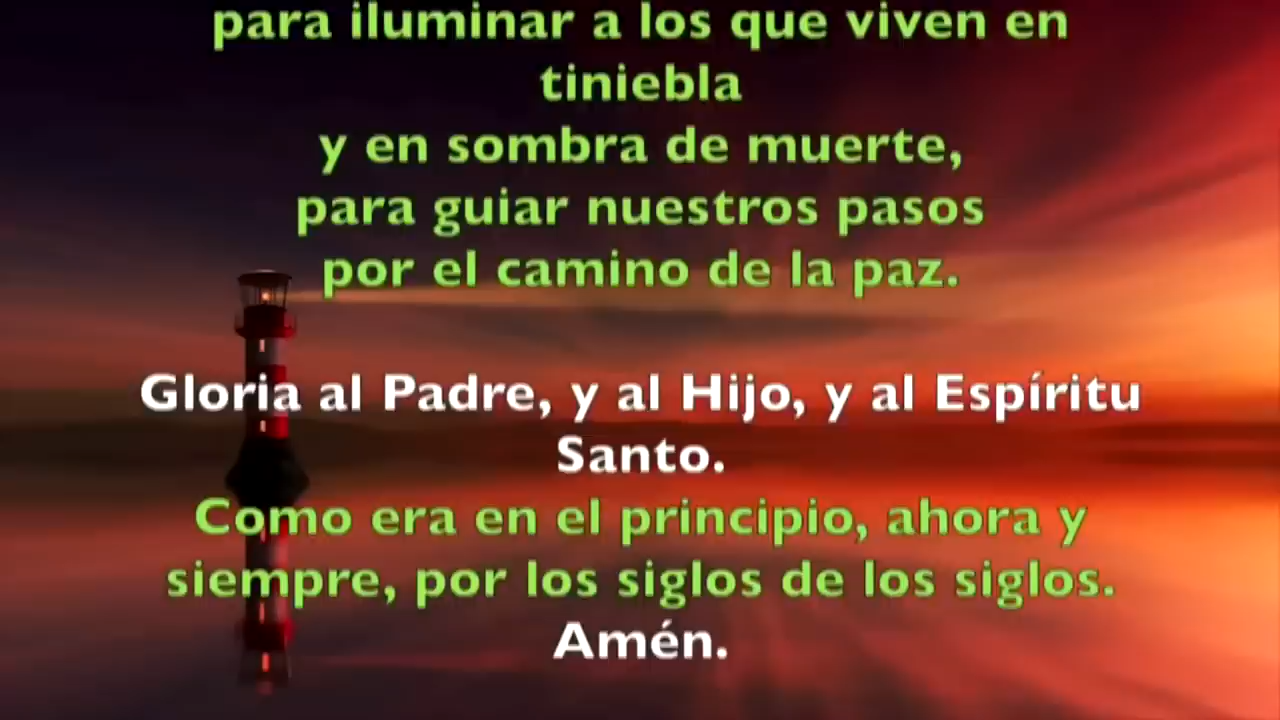 para iluminar a los que viven en
tiniebla
y en sombra de muerte,
para guiar nuestros pasos
por el camino de la paz.
Gloria al Padre, y al Hijo, y al Espíritu
Santo.
Como era en el principio, ahora y
siempre, por los siglos de los siglos.
Amén.